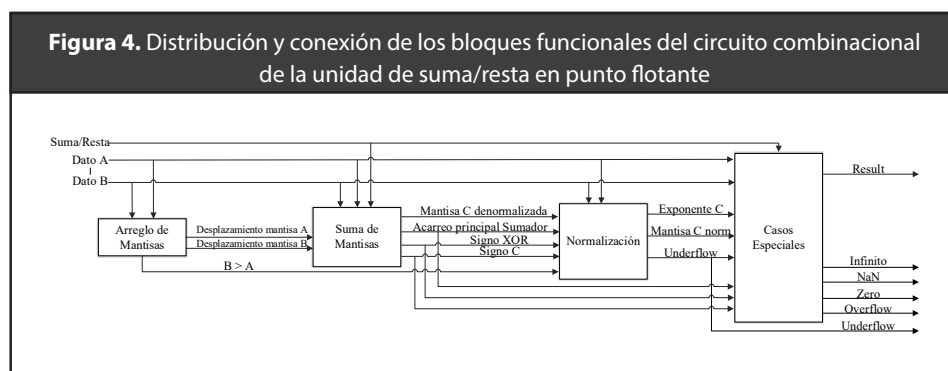 Figura 4. Distribución y conexión de los bloques funcionales del circuito combinacional
de la unidad de suma/resta en punto flotante
Suma/Resta
Dato A
Dato B
Arreglo de
Mantisas
Desplazamiento mantisa A
Desplazamiento mantisa B
B > A
Suma de
Mantisas
Mantisa C denormalizada
Acarreo principal Sumador
Signo XOR
Signo C
Normalización
Exponente C
Mantisa C norm
Underflow
Casos
Especiales
Result
Infinito
NaN
Zero
Overflow
Underflow